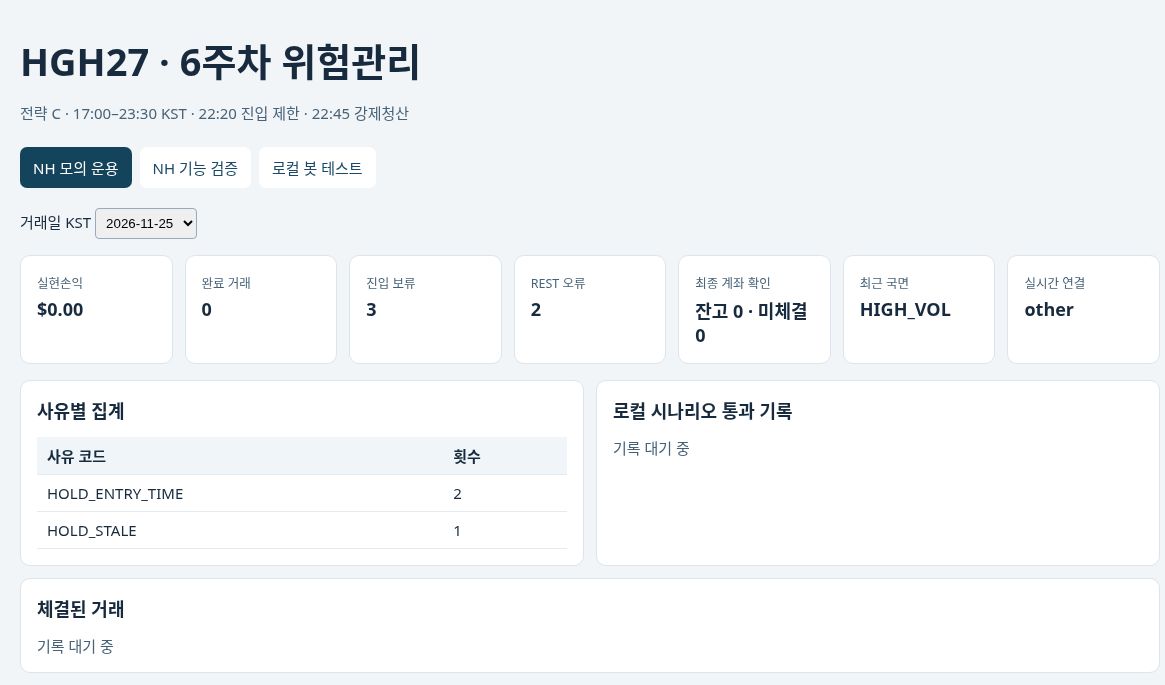 HGH27 · 6주차 위험관리
전략 C · 17:00–23:30 KST · 22:20 진입 제한 · 22:45 강제청산
NH 모의 운용
NH 기능 검증
로컬 봇 테스트
거래일 KST 2026-11-25
실현손익
$0.00
완료 거래
0
진입 보류
3
REST 오류
2
최종 계좌 확인
잔고 0 · 미체결
0
최근 국면
HIGH_VOL
실시간 연결
other
사유별 집계
사유 코드 횟수
HOLD_ENTRY_TIME 2
HOLD_STALE 1
로컬 시나리오 통과 기록
기록 대기 중
체결된 거래
기록 대기 중